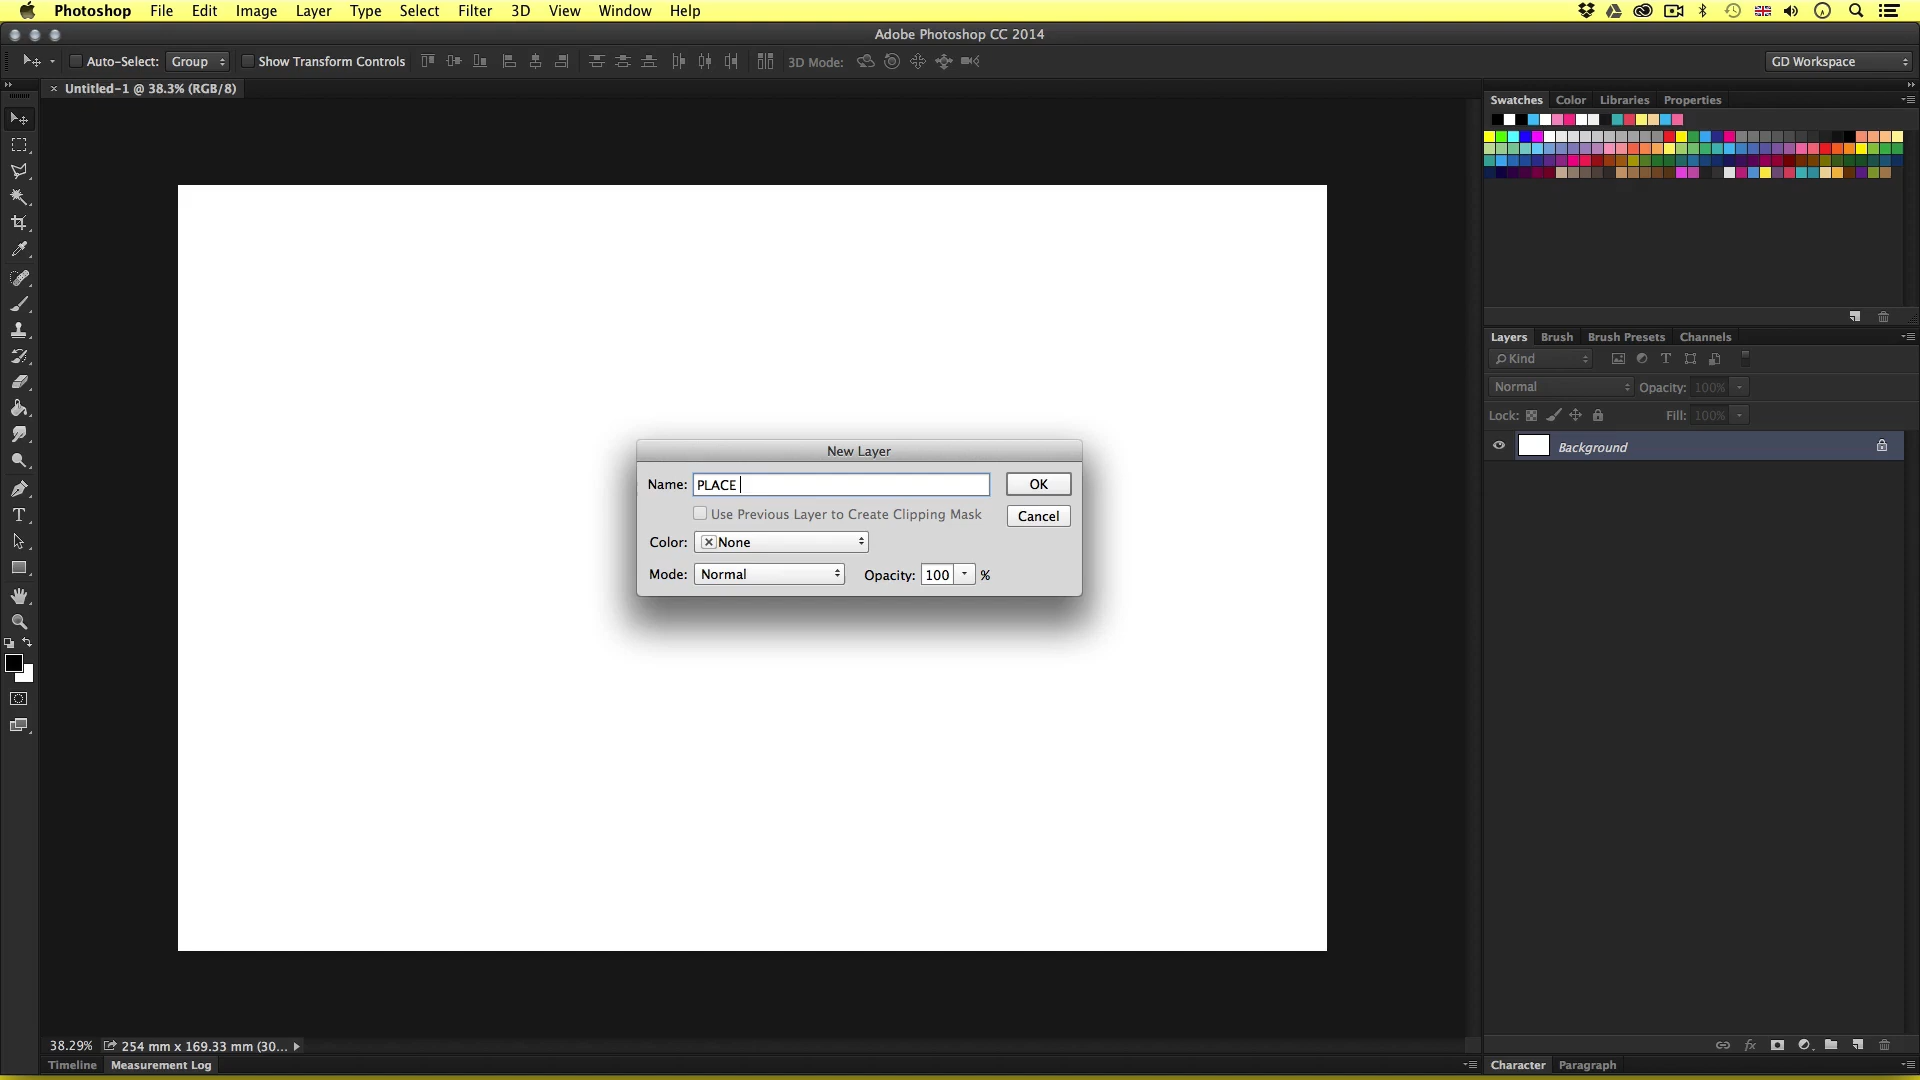 Photoshop File Edit Image Layer Type Select Filter 3D View Window Help
Adobe Photoshop CC 2014
Auto-Select: Group Show Transform Controls 3D Mode: GD Workspace
Untitled-1 @ 38.3% (RGB/8)
Swatches Color Libraries Properties
Layers Brush Brush Presets Channels
Kind
Normal Opacity: 100%
Lock: Fill: 100%
Background
New Layer
Name: PLACE OK
Use Previous Layer to Create Clipping Mask Cancel
Color: None
Mode: Normal Opacity: 100 %
38.29% 254 mm x 169.33 mm (30...
Timeline Measurement Log
Character Paragraph